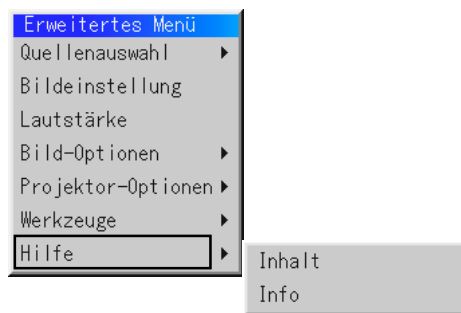 Erweitertes Menü
Quellenauswahl
Bildeinstellung
Lautstärke
Bild-Optionen
Projektor-Optionen
Werkzeuge
Hilfe
Inhalt
Info